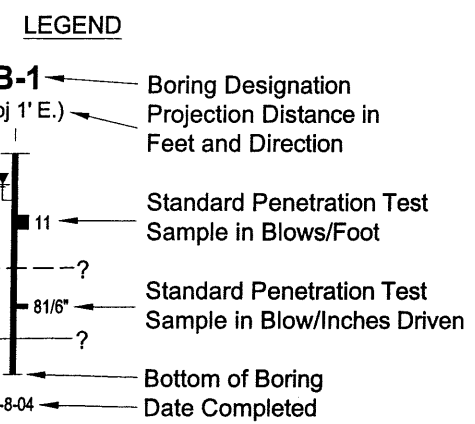 LEGEND
B-1
Boring Designation
oj 1' E.)
Projection Distance in
Feet and Direction
11
Standard Penetration Test
Sample in Blows/Foot
?
81/6"
Standard Penetration Test
Sample in Blow/Inches Driven
?
Bottom of Boring
-8-04
Date Completed